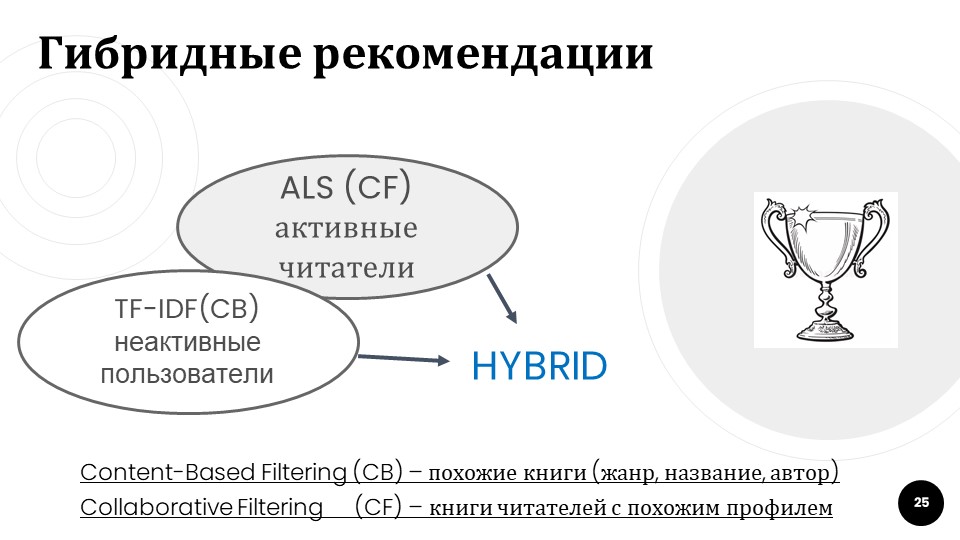 Гибридные рекомендации
ALS (CF)
активные
читатели
TF-IDF(CB)
неактивные
пользователи
HYBRID
Content-Based Filtering (CB) – похожие книги (жанр, название, автор)
Collaborative Filtering (CF) – книги читателей с похожим профилем
25